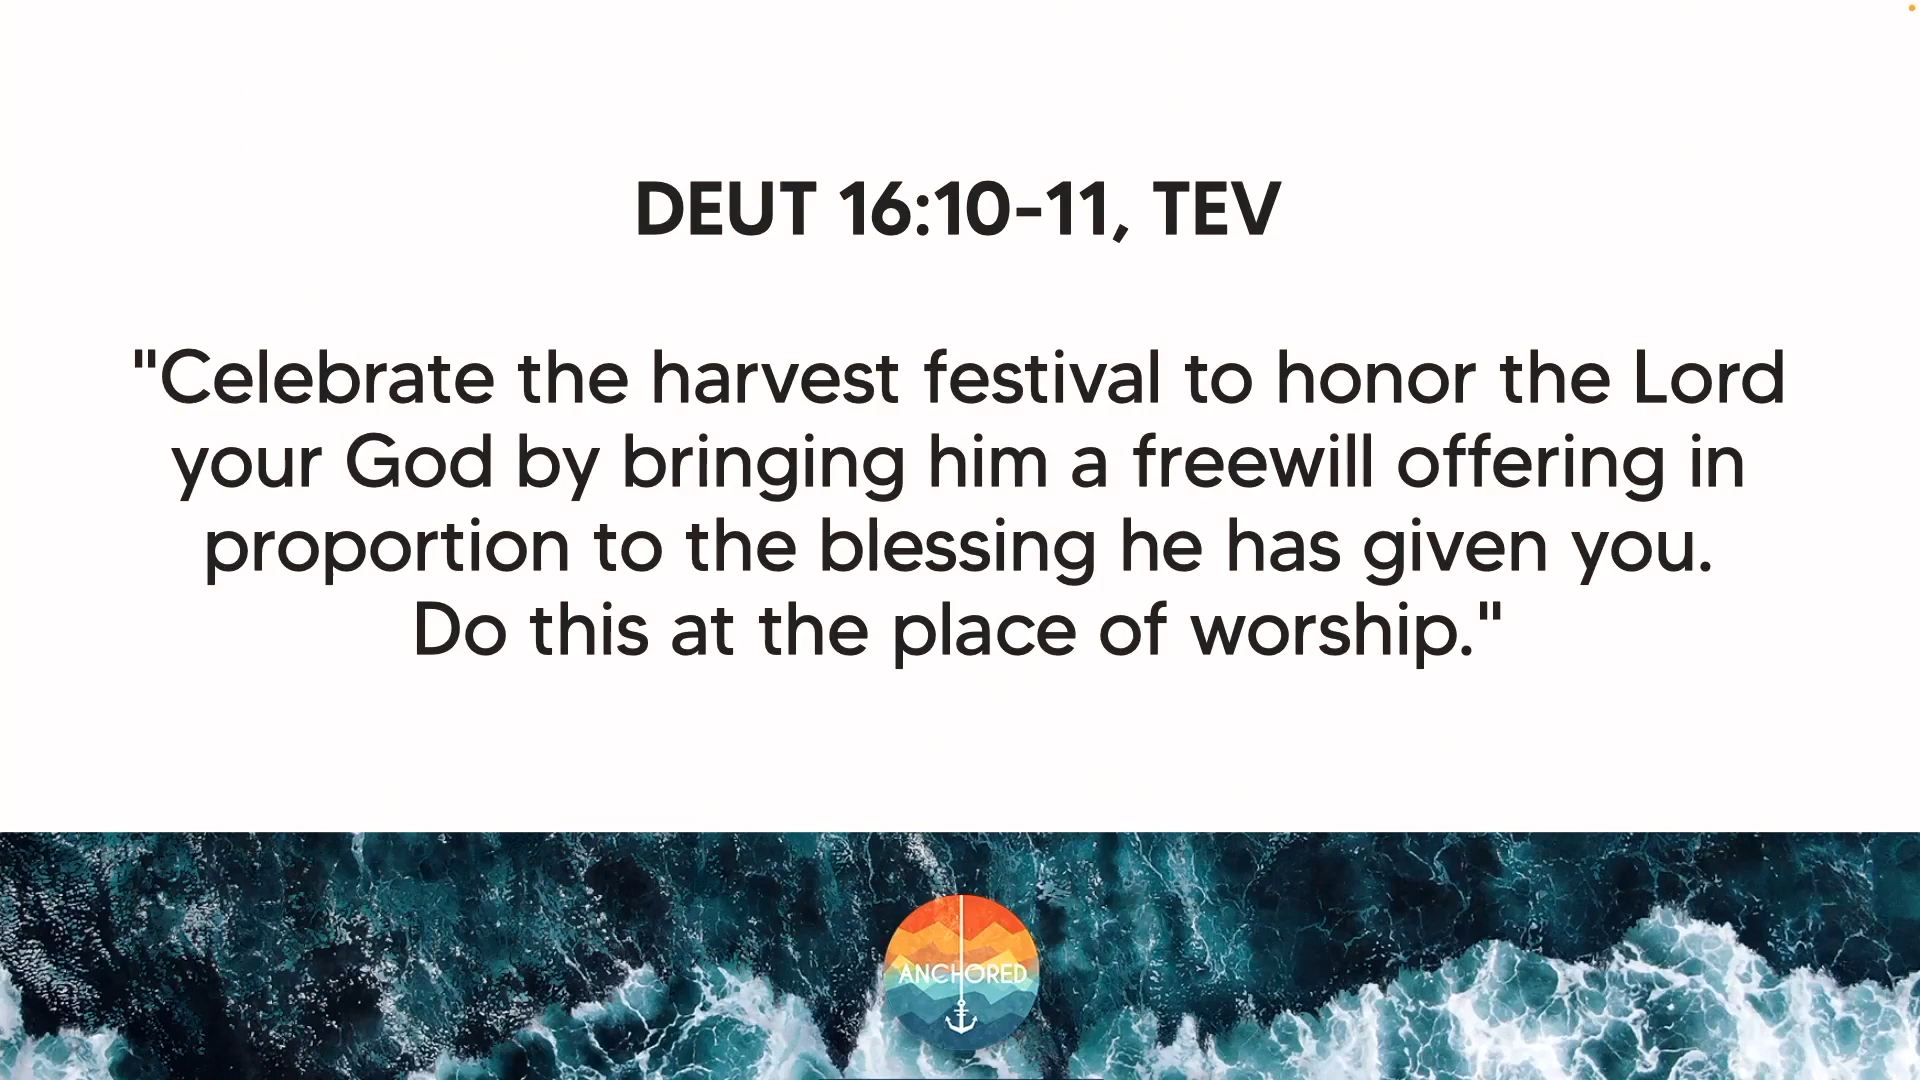 DEUT 16:10-11, TEV
"Celebrate the harvest festival to honor the Lord
your God by bringing him a freewill offering in
proportion to the blessing he has given you.
Do this at the place of worship."
ANCHORED